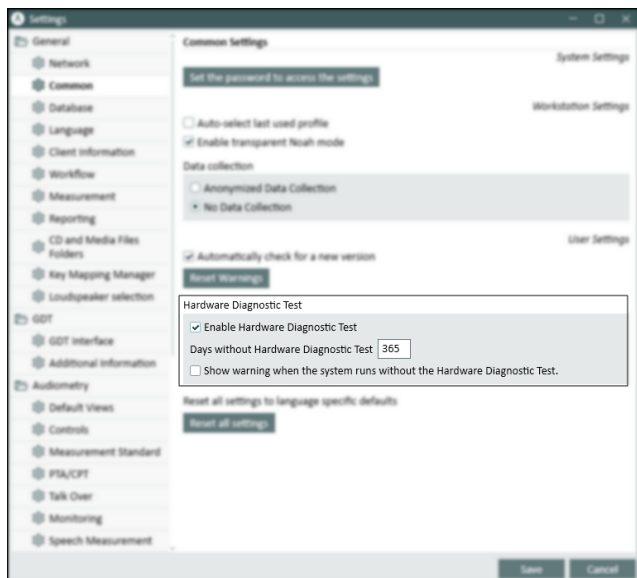 Settings
General
Network
Common
Database
Language
Client Information
Workflow
Measurement
Reporting
CD and Media Files
Folders
Key Mapping Manager
Loudspeaker selection
GDT
GDT Interface
Additional Information
Audiometry
Default Views
Controls
Measurement Standard
PTA/CPT
Talk Over
Monitoring
Speech Measurement
Common Settings
System Settings
Set the password to access the settings
Workstation Settings
Auto-select last used profile
Enable transparent Noah mode
Data collection
Anonymized Data Collection
No Data Collection
User Settings
Automatically check for a new version
Reset Warnings
Hardware Diagnostic Test
Enable Hardware Diagnostic Test
Days without Hardware Diagnostic Test 365
Show warning when the system runs without the Hardware Diagnostic Test.
Reset all settings to language specific defaults
Reset all settings
Save Cancel